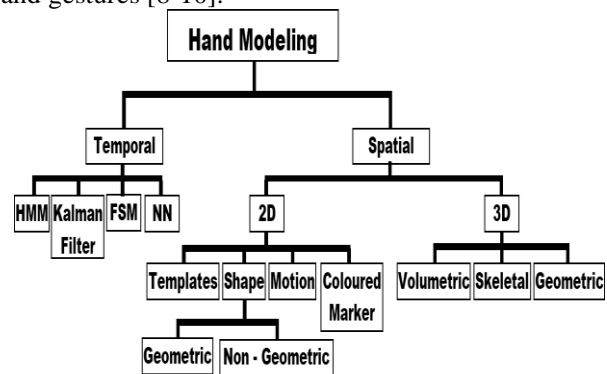 and gestures [8-10].
Hand Modeling
Temporal
Spatial
HMM
Kalman
Filter
FSM
NN
2D
3D
Templates
Shape
Motion
Coloured
Marker
Volumetric
Skeletal
Geometric
Geometric
Non - Geometric